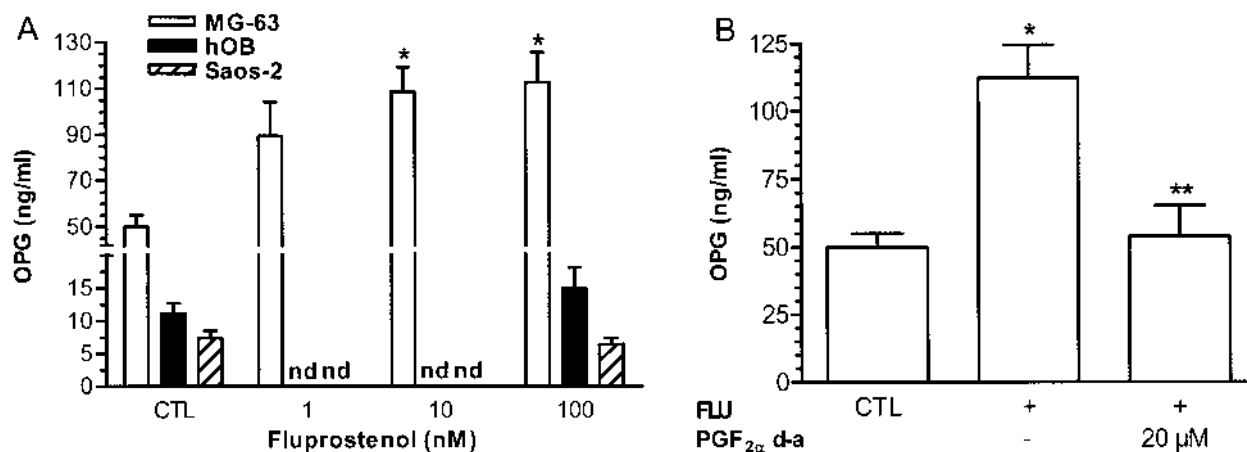 A
MG-63
hOB
Saos-2
OPG (ng/ml)
130
110
90
70
50
15
10
5
0
*
*
nd nd
nd nd
CTL
1
10
100
Fluprostenol (nM)
B
OPG (ng/ml)
125
100
75
50
25
0
*
**
FLU CTL + +
PGF2α d-a - 20 µM